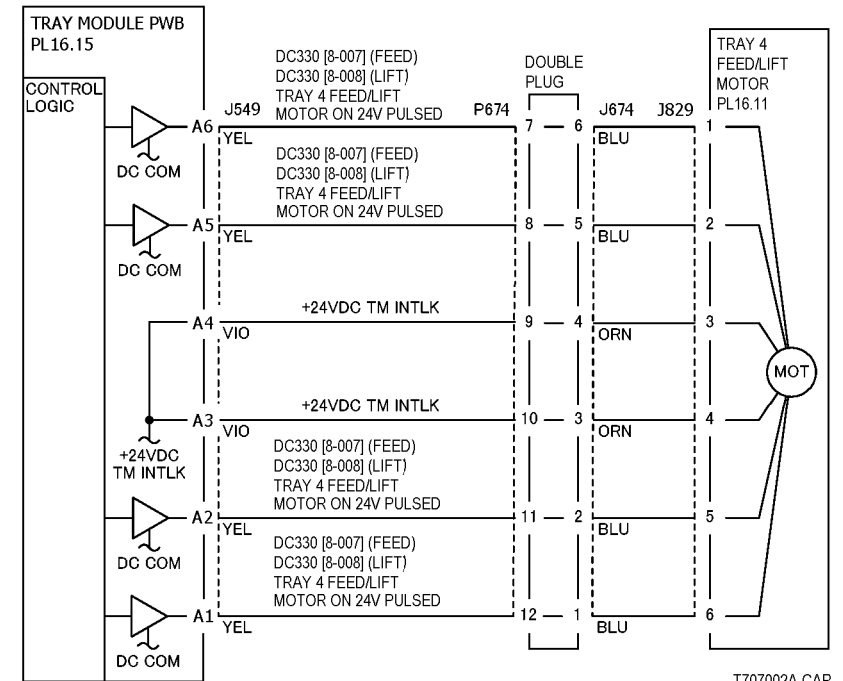 TRAY MODULE PWB
PL16.15
CONTROL
LOGIC
DC330 [8-007] (FEED)
DC330 [8-008] (LIFT)
TRAY 4 FEED/LIFT
MOTOR ON 24V PULSED
DOUBLE
PLUG
TRAY 4
FEED/LIFT
MOTOR
PL16.11
J549
P674
J674
J829
A6
YEL
7
6
BLU
1
DC COM
DC330 [8-007] (FEED)
DC330 [8-008] (LIFT)
TRAY 4 FEED/LIFT
MOTOR ON 24V PULSED
A5
YEL
8
5
BLU
2
DC COM
+24VDC TM INTLK
A4
VIO
9
4
ORN
3
MOT
+24VDC TM INTLK
A3
VIO
10
3
ORN
4
+24VDC
TM INTLK
DC330 [8-007] (FEED)
DC330 [8-008] (LIFT)
TRAY 4 FEED/LIFT
MOTOR ON 24V PULSED
A2
YEL
11
2
BLU
5
DC COM
DC330 [8-007] (FEED)
DC330 [8-008] (LIFT)
TRAY 4 FEED/LIFT
MOTOR ON 24V PULSED
A1
YEL
12
1
BLU
6
DC COM
T707002A.CAR